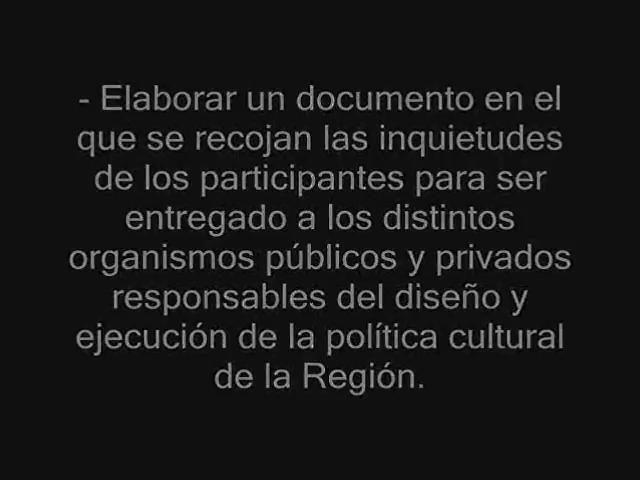 - Elaborar un documento en el
que se recojan las inquietudes
de los participantes para ser
entregado a los distintos
organismos públicos y privados
responsables del diseño y
ejecución de la política cultural
de la Región.